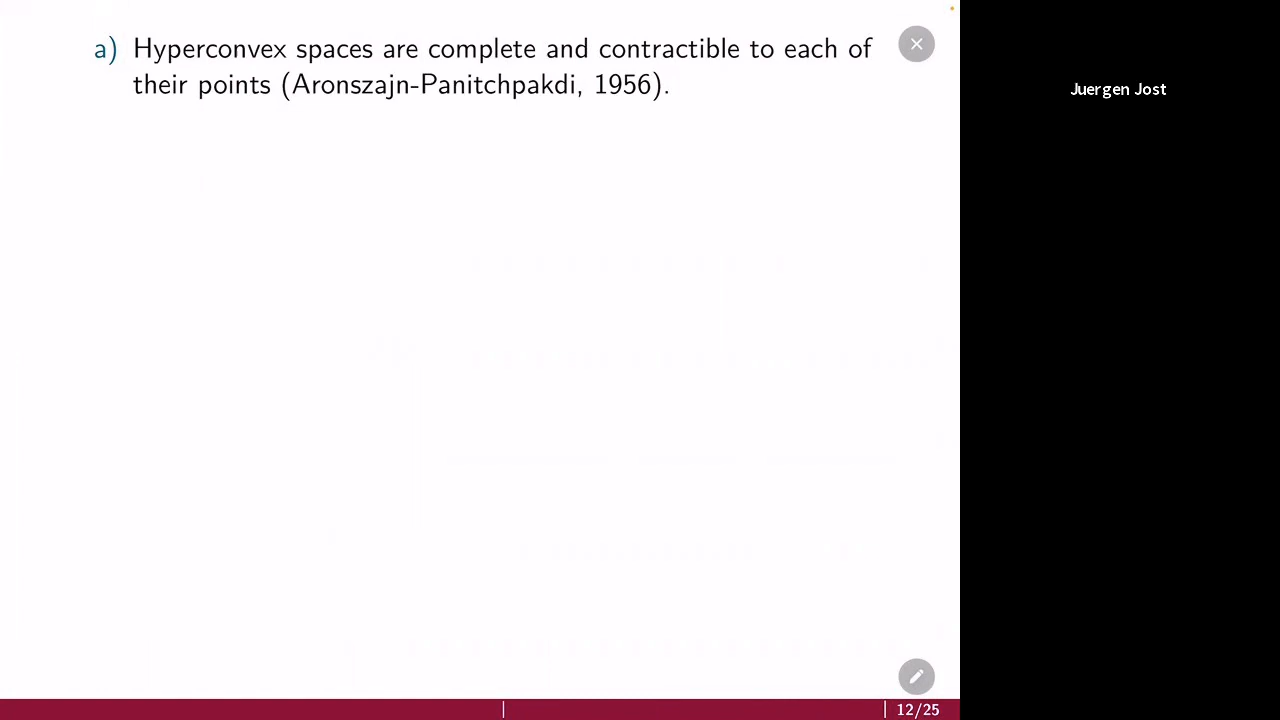 a) Hyperconvex spaces are complete and contractible to each of
their points (Aronszajn-Panitchpakdi, 1956).
Juergen Jost
12/25